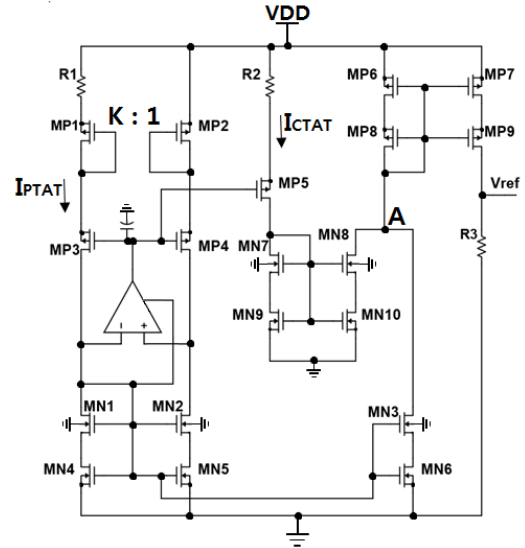 VDD
R1
R2
MP6
MP7
MP1
K : 1
MP2
ICTAT
MP8
MP9
IPTAT
MP5
Vref
A
MP3
MP4
MN7
MN8
R3
-
+
MN9
MN10
MN1
MN2
MN3
MN4
MN5
MN6